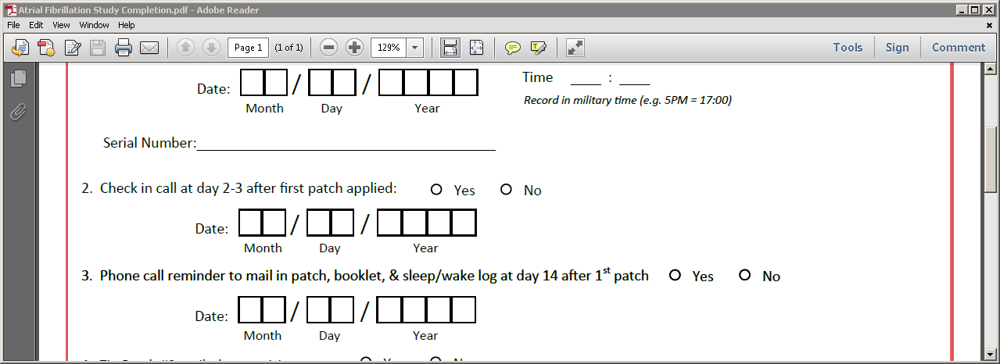 Atrial Fibrillation Study Completion.pdf - Adobe Reader
File Edit View Window Help
Page 1 (1 of 1) 129% Tools Sign Comment
Date: / / Time ____ : ____
Month Day Year Record in military time (e.g. 5PM = 17:00)
Serial Number:______________________________________
2. Check in call at day 2-3 after first patch applied: Yes No
Date: / /
Month Day Year
3. Phone call reminder to mail in patch, booklet, & sleep/wake log at day 14 after 1st patch Yes No
Date: / /
Month Day Year